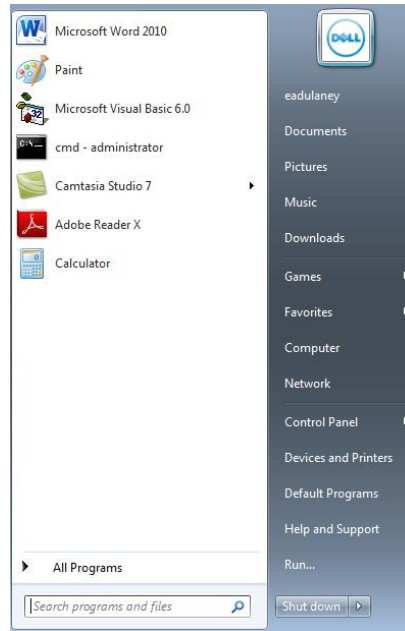 Microsoft Word 2010
Paint
Microsoft Visual Basic 6.0
cmd - administrator
Camtasia Studio 7
Adobe Reader X
Calculator
All Programs
Search programs and files
DELL
eadulaney
Documents
Pictures
Music
Downloads
Games
Favorites
Computer
Network
Control Panel
Devices and Printers
Default Programs
Help and Support
Run...
Shut down